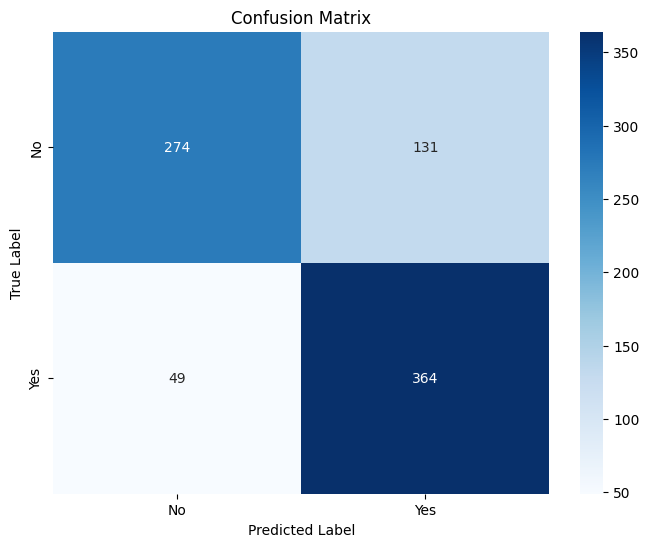 Confusion Matrix
No
274
131
Yes
49
364
True Label
No
Yes
Predicted Label
350
300
250
200
150
100
50